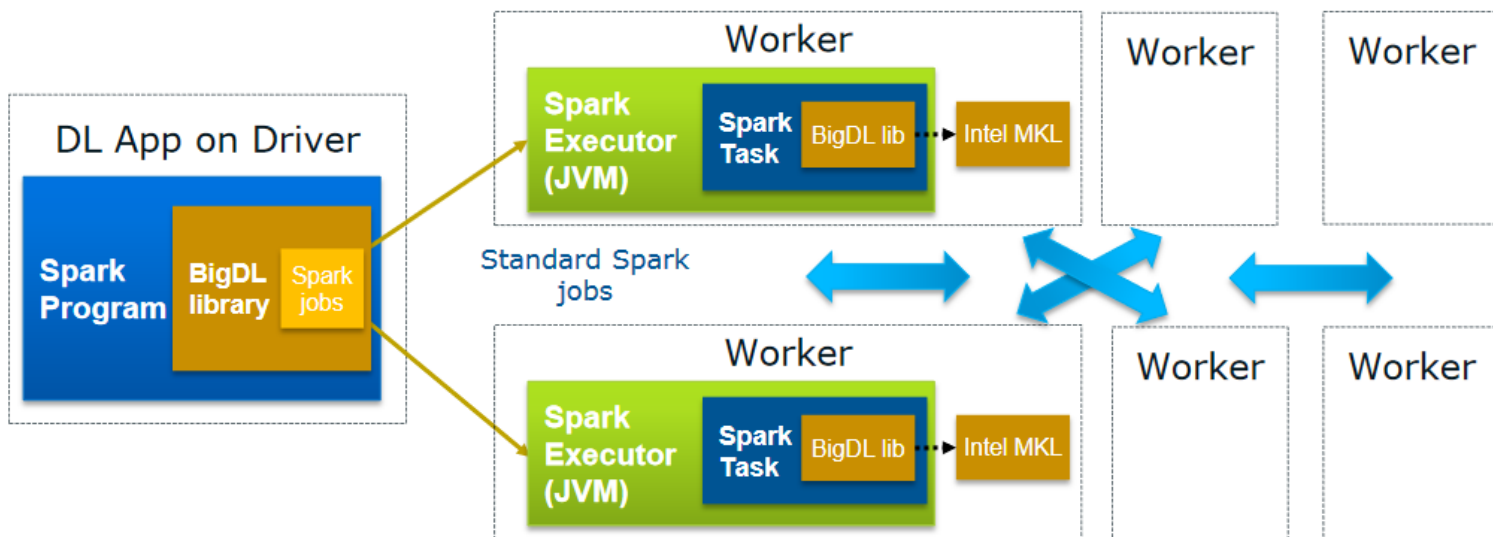 DL App on Driver
Spark
Program
BigDL
library
Spark
jobs
Worker
Spark
Executor
(JVM)
Spark
Task
BigDL lib
Intel MKL
Worker
Worker
Standard Spark
jobs
Worker
Spark
Executor
(JVM)
Spark
Task
BigDL lib
Intel MKL
Worker
Worker